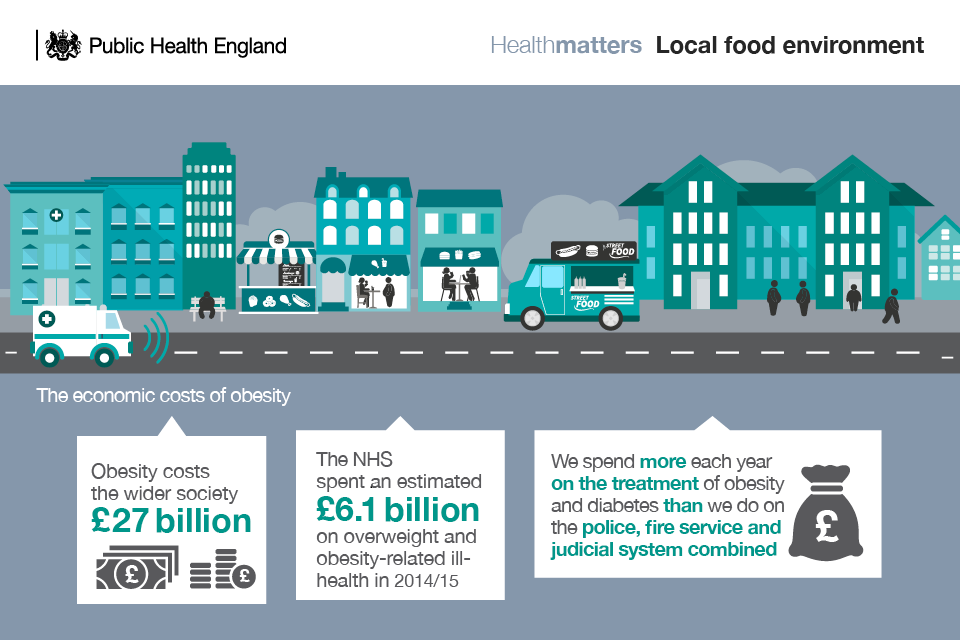 Public Health England
Healthmatters Local food environment
STREET
FOOD
STREET
FOOD
The economic costs of obesity
Obesity costs
the wider society
£27 billion
£
£
The NHS
spent an estimated
£6.1 billion
on overweight and
obesity-related ill-
health in 2014/15
We spend more each year
on the treatment of obesity
and diabetes than we do on
the police, fire service and
judicial system combined
£